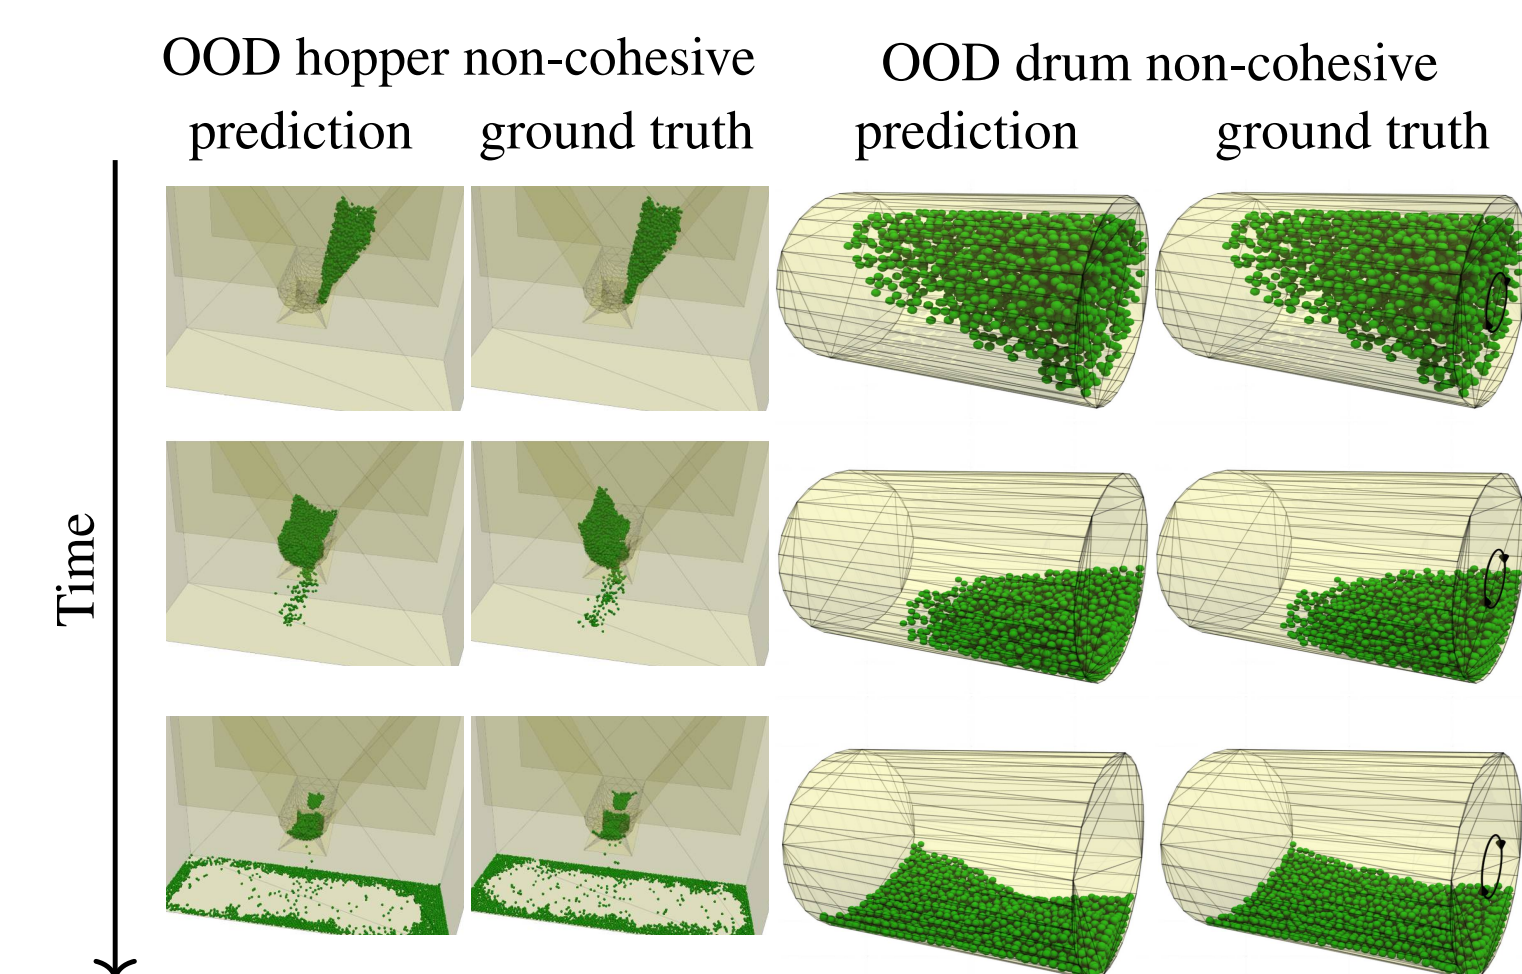 OOD hopper non-cohesive
OOD drum non-cohesive
prediction
ground truth
prediction
ground truth
Time